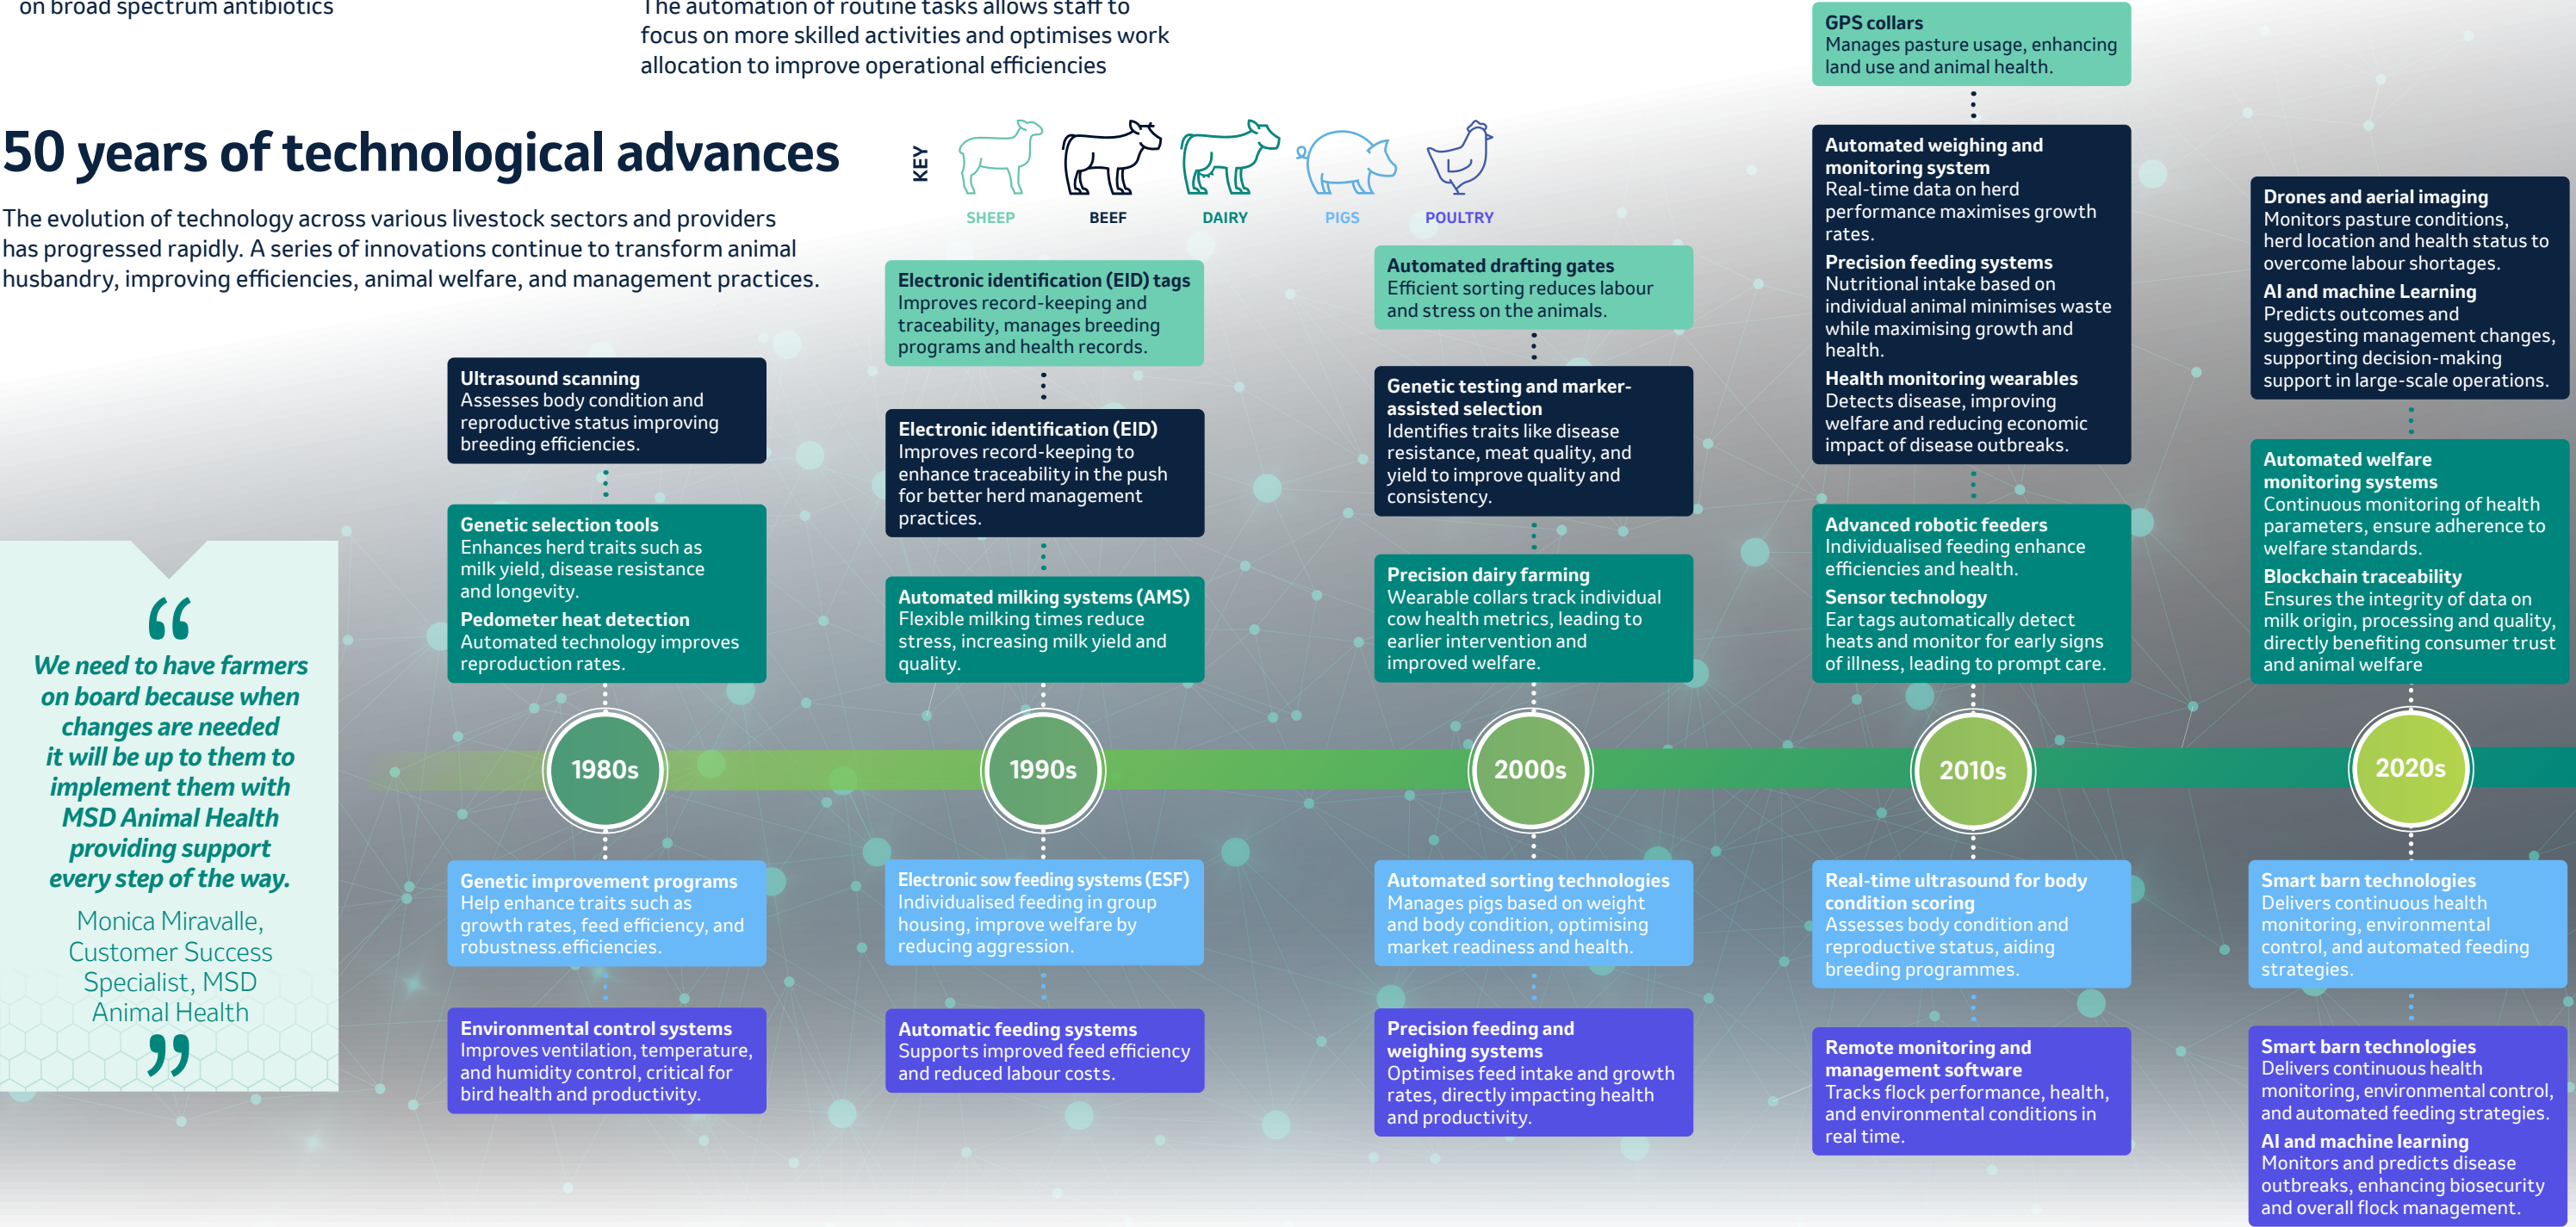 on broad spectrum antibiotics
The automation of routine tasks allows staff to
focus on more skilled activities and optimises work
allocation to improve operational efficiencies
50 years of technological advances
The evolution of technology across various livestock sectors and providers
has progressed rapidly. A series of innovations continue to transform animal
husbandry, improving efficiencies, animal welfare, and management practices.
KEY
SHEEP
BEEF
DAIRY
PIGS
POULTRY
“
We need to have farmers
on board because when
changes are needed
it will be up to them to
implement them with
MSD Animal Health
providing support
every step of the way.
Monica Miravalle,
Customer Success
Specialist, MSD
Animal Health
”
Ultrasound scanning
Assesses body condition and
reproductive status improving
breeding efficiencies.
Genetic selection tools
Enhances herd traits such as
milk yield, disease resistance
and longevity.
Pedometer heat detection
Automated technology improves
reproduction rates.
1980s
Genetic improvement programs
Help enhance traits such as
growth rates, feed efficiency, and
robustness.efficiencies.
Environmental control systems
Improves ventilation, temperature,
and humidity control, critical for
bird health and productivity.
Electronic identification (EID) tags
Improves record-keeping and
traceability, manages breeding
programs and health records.
Electronic identification (EID)
Improves record-keeping to
enhance traceability in the push
for better herd management
practices.
Automated milking systems (AMS)
Flexible milking times reduce
stress, increasing milk yield and
quality.
1990s
Electronic sow feeding systems (ESF)
Individualised feeding in group
housing, improve welfare by
reducing aggression.
Automatic feeding systems
Supports improved feed efficiency
and reduced labour costs.
Automated drafting gates
Efficient sorting reduces labour
and stress on the animals.
Genetic testing and marker-
assisted selection
Identifies traits like disease
resistance, meat quality, and
yield to improve quality and
consistency.
Precision dairy farming
Wearable collars track individual
cow health metrics, leading to
earlier intervention and
improved welfare.
2000s
Automated sorting technologies
Manages pigs based on weight
and body condition, optimising
market readiness and health.
Precision feeding and
weighing systems
Optimises feed intake and growth
rates, directly impacting health
and productivity.
GPS collars
Manages pasture usage, enhancing
land use and animal health.
Automated weighing and
monitoring system
Real-time data on herd
performance maximises growth
rates.
Precision feeding systems
Nutritional intake based on
individual animal minimises waste
while maximising growth and
health.
Health monitoring wearables
Detects disease, improving
welfare and reducing economic
impact of disease outbreaks.
Advanced robotic feeders
Individualised feeding enhance
efficiencies and health.
Sensor technology
Ear tags automatically detect
heats and monitor for early signs
of illness, leading to prompt care.
2010s
Real-time ultrasound for body
condition scoring
Assesses body condition and
reproductive status, aiding
breeding programmes.
Remote monitoring and
management software
Tracks flock performance, health,
and environmental conditions in
real time.
Drones and aerial imaging
Monitors pasture conditions,
herd location and health status to
overcome labour shortages.
AI and machine Learning
Predicts outcomes and
suggesting management changes,
supporting decision-making
support in large-scale operations.
Automated welfare
monitoring systems
Continuous monitoring of health
parameters, ensure adherence to
welfare standards.
Blockchain traceability
Ensures the integrity of data on
milk origin, processing and quality,
directly benefiting consumer trust
and animal welfare
2020s
Smart barn technologies
Delivers continuous health
monitoring, environmental
control, and automated feeding
strategies.
Smart barn technologies
Delivers continuous health
monitoring, environmental control,
and automated feeding strategies.
AI and machine learning
Monitors and predicts disease
outbreaks, enhancing biosecurity
and overall flock management.